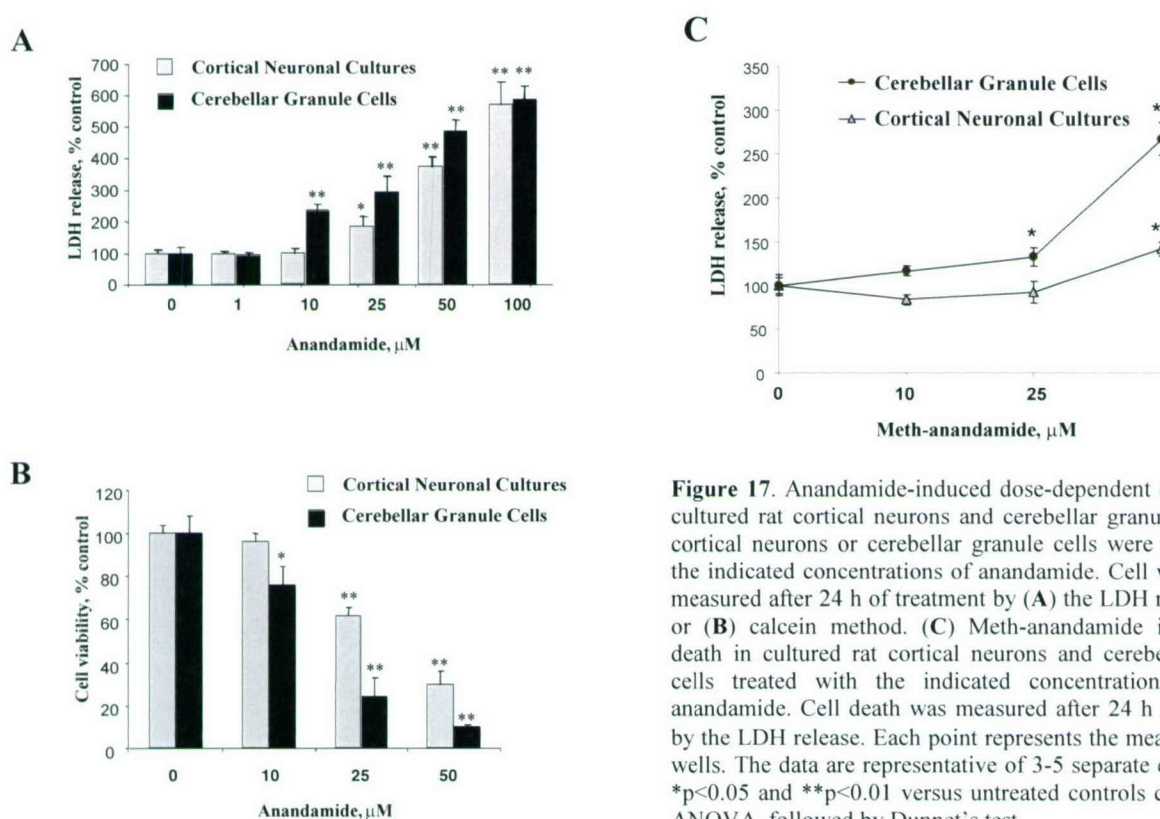 A
LDH release, % control
700
600
500
400
300
200
100
0
Cortical Neuronal Cultures
Cerebellar Granule Cells
** **
**
**
**
**
*
0 1 10 25 50 100
Anandamide, μM
B
Cell viability, % control
120
100
80
60
40
20
0
Cortical Neuronal Cultures
Cerebellar Granule Cells
*
**
**
**
**
0 10 25 50
Anandamide, μM
C
LDH release, % control
350
300
250
200
150
100
50
0
Cerebellar Granule Cells
Cortical Neuronal Cultures
*
*
*
0 10 25
Meth-anandamide, μM
Figure 17. Anandamide-induced dose-dependent
cultured rat cortical neurons and cerebellar
cortical neurons or cerebellar granule cells were
the indicated concentrations of anandamide. Cell
measured after 24 h of treatment by (A) the LDH
or (B) calcein method. (C) Meth-anandamide
death in cultured rat cortical neurons and
cells treated with the indicated
anandamide. Cell death was measured after 24 h
by the LDH release. Each point represents the
wells. The data are representative of 3-5 separate
*p<0.05 and **p<0.01 versus untreated controls
ANOVA, followed by Dunnet's test